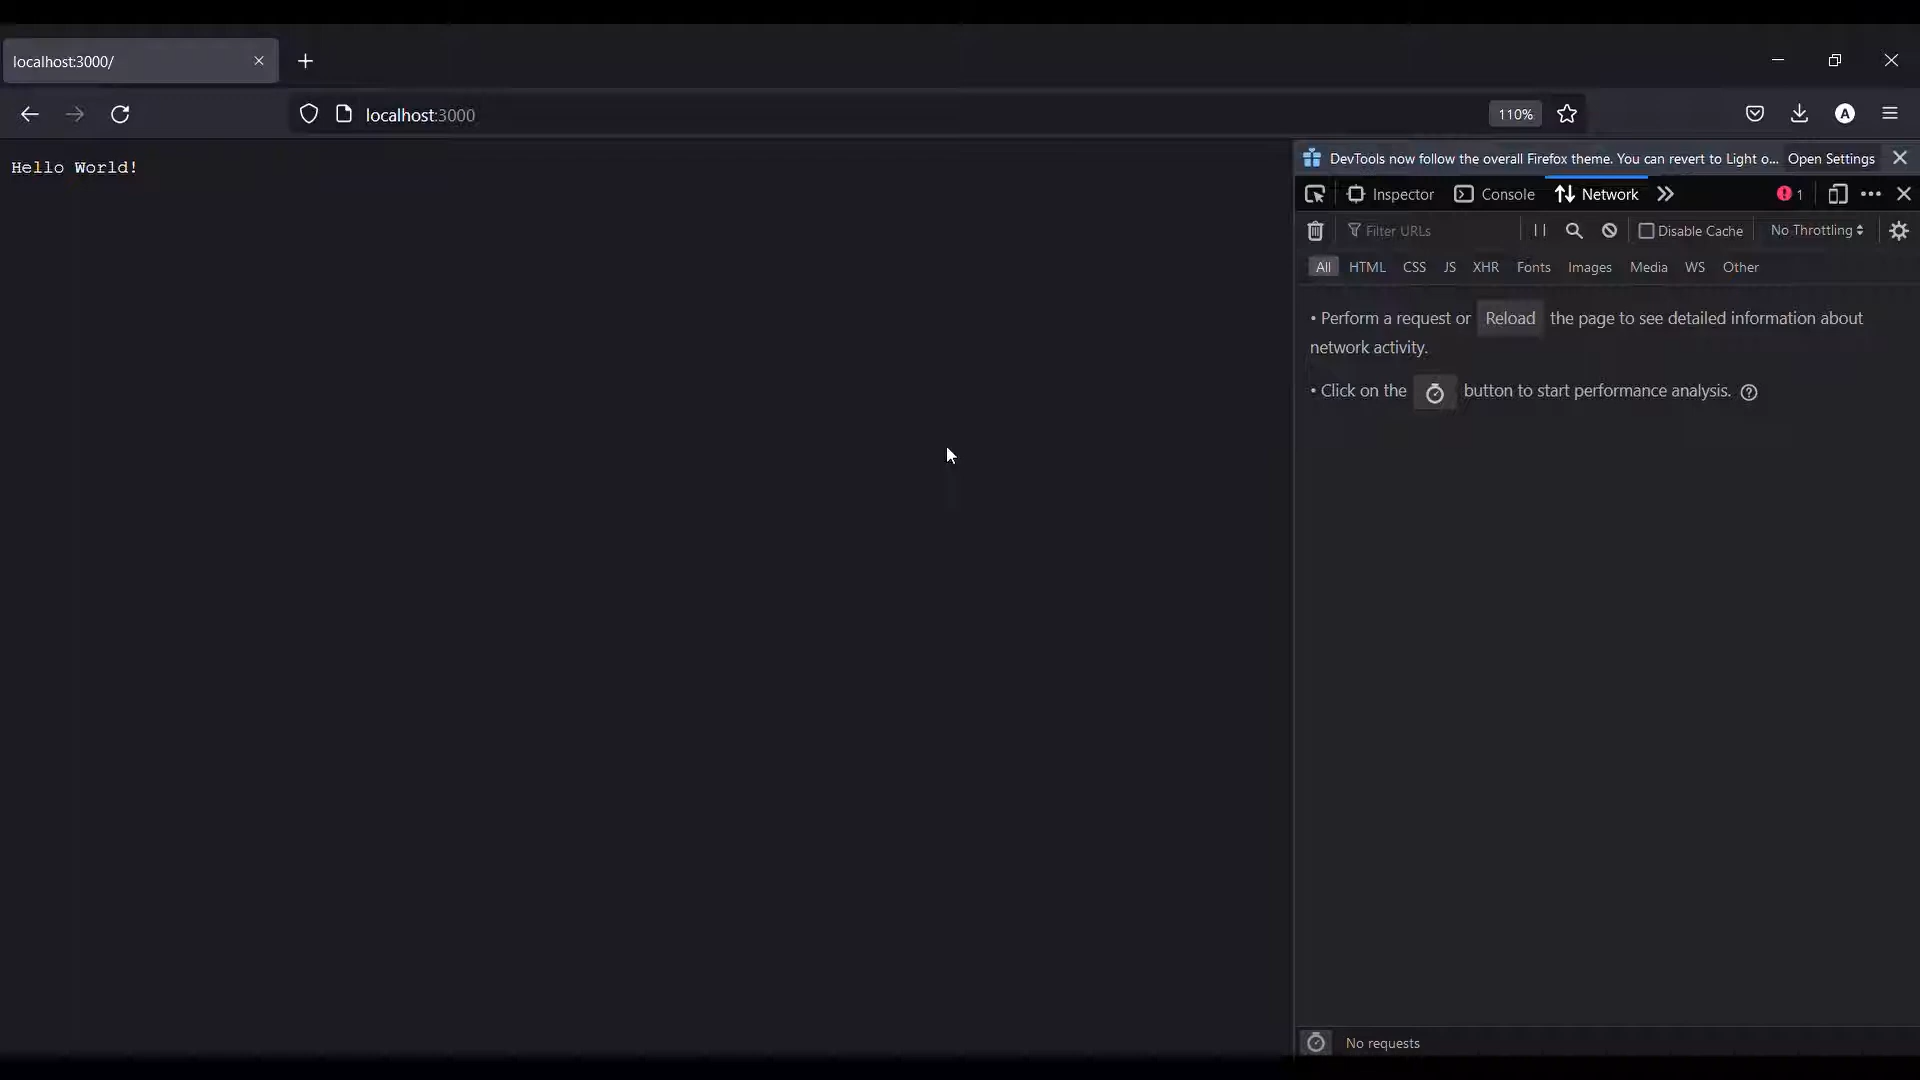 localhost:3000/
localhost:3000
110%
A
Hello World!
DevTools now follow the overall Firefox theme. You can revert to Light o... Open Settings
Inspector Console Network 1
Filter URLs Disable Cache No Throttling
All HTML CSS JS XHR Fonts Images Media WS Other
• Perform a request or Reload the page to see detailed information about
network activity.
• Click on the button to start performance analysis.
No requests